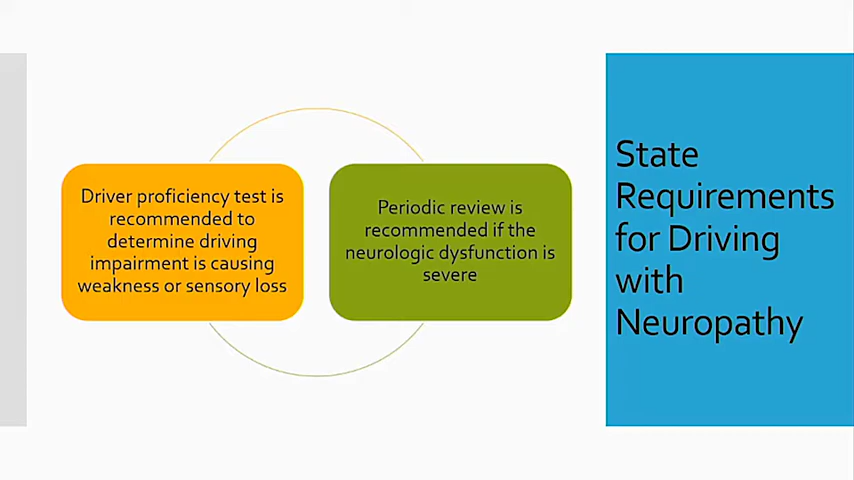 Driver proficiency test is
recommended to
determine driving
impairment is causing
weakness or sensory loss
Periodic review is
recommended if the
neurologic dysfunction is
severe
State
Requirements
for Driving
with
Neuropathy